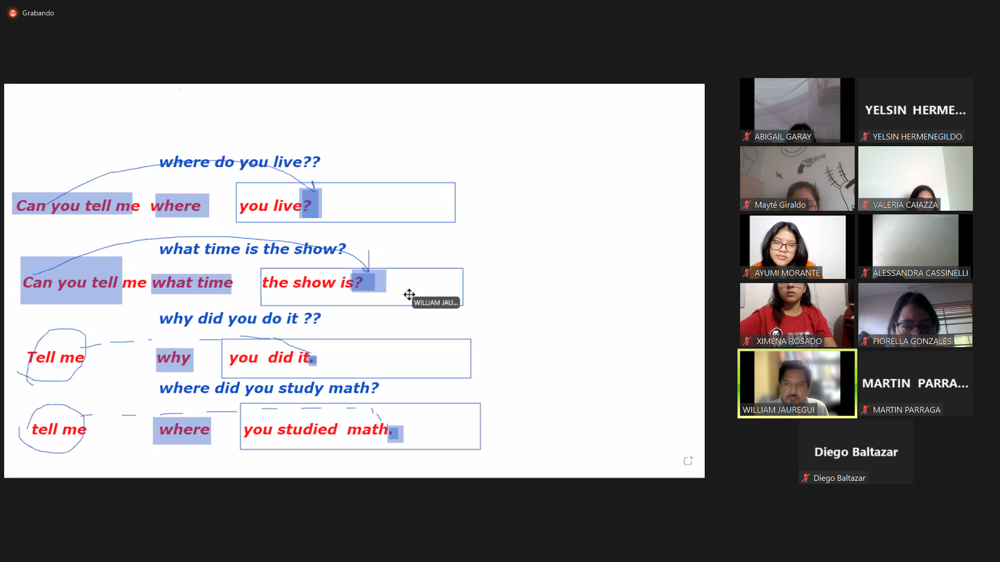 Grabando
where do you live??
Can you tell me where you live?
what time is the show?
Can you tell me what time the show is?
WILLIAM JAU...
why did you do it ??
Tell me why you did it.
where did you study math?
tell me where you studied math.
ABIGAIL GARAY
YELSIN HERME...
YELSIN HERMENEGILDO
Mayté Giraldo
VALERIA CAIAZZA
AYUMI MORANTE
ALESSANDRA CASSINELLI
XIMENA ROSADO
FIORELLA GONZALES
WILLIAM JAUREGUI
MARTIN PARRA...
MARTIN PARRAGA
Diego Baltazar
Diego Baltazar